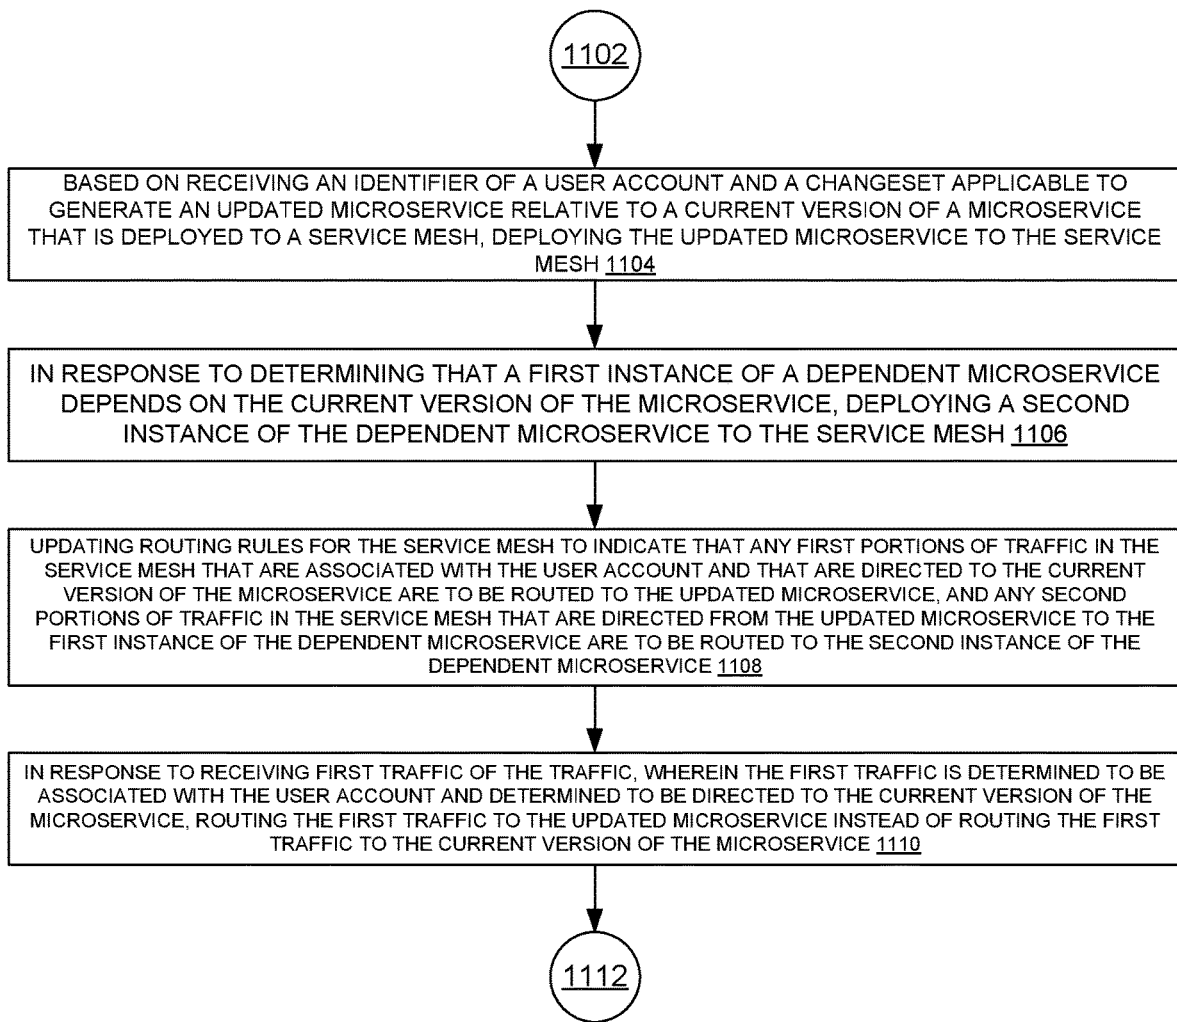 1102
BASED ON RECEIVING AN IDENTIFIER OF A USER ACCOUNT AND A CHANGESET APPLICABLE TO
GENERATE AN UPDATED MICROSERVICE RELATIVE TO A CURRENT VERSION OF A MICROSERVICE
THAT IS DEPLOYED TO A SERVICE MESH, DEPLOYING THE UPDATED MICROSERVICE TO THE SERVICE
MESH 1104
IN RESPONSE TO DETERMINING THAT A FIRST INSTANCE OF A DEPENDENT MICROSERVICE
DEPENDS ON THE CURRENT VERSION OF THE MICROSERVICE, DEPLOYING A SECOND
INSTANCE OF THE DEPENDENT MICROSERVICE TO THE SERVICE MESH 1106
UPDATING ROUTING RULES FOR THE SERVICE MESH TO INDICATE THAT ANY FIRST PORTIONS OF TRAFFIC IN THE
SERVICE MESH THAT ARE ASSOCIATED WITH THE USER ACCOUNT AND THAT ARE DIRECTED TO THE CURRENT
VERSION OF THE MICROSERVICE ARE TO BE ROUTED TO THE UPDATED MICROSERVICE, AND ANY SECOND
PORTIONS OF TRAFFIC IN THE SERVICE MESH THAT ARE DIRECTED FROM THE UPDATED MICROSERVICE TO THE
FIRST INSTANCE OF THE DEPENDENT MICROSERVICE ARE TO BE ROUTED TO THE SECOND INSTANCE OF THE
DEPENDENT MICROSERVICE 1108
IN RESPONSE TO RECEIVING FIRST TRAFFIC OF THE TRAFFIC, WHEREIN THE FIRST TRAFFIC IS DETERMINED TO BE
ASSOCIATED WITH THE USER ACCOUNT AND DETERMINED TO BE DIRECTED TO THE CURRENT VERSION OF THE
MICROSERVICE, ROUTING THE FIRST TRAFFIC TO THE UPDATED MICROSERVICE INSTEAD OF ROUTING THE FIRST
TRAFFIC TO THE CURRENT VERSION OF THE MICROSERVICE 1110
1112